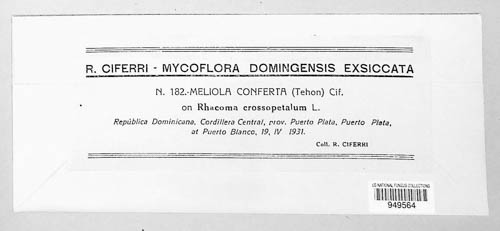 R. CIFERRI - MYCOFLORA DOMINGENSIS EXSICCATA
N. 182.-MELIOLA CONFERTA (Tehon) Cif.
on Rhacoma crossopetalum L.
República Dominicana, Cordillera Central, prov. Puerto Plata, Puerto Plata,
at Puerto Blanco, 19, IV 1931.
Coll. R. CIFERRI
US NATIONAL FUNGUS COLLECTIONS
949564